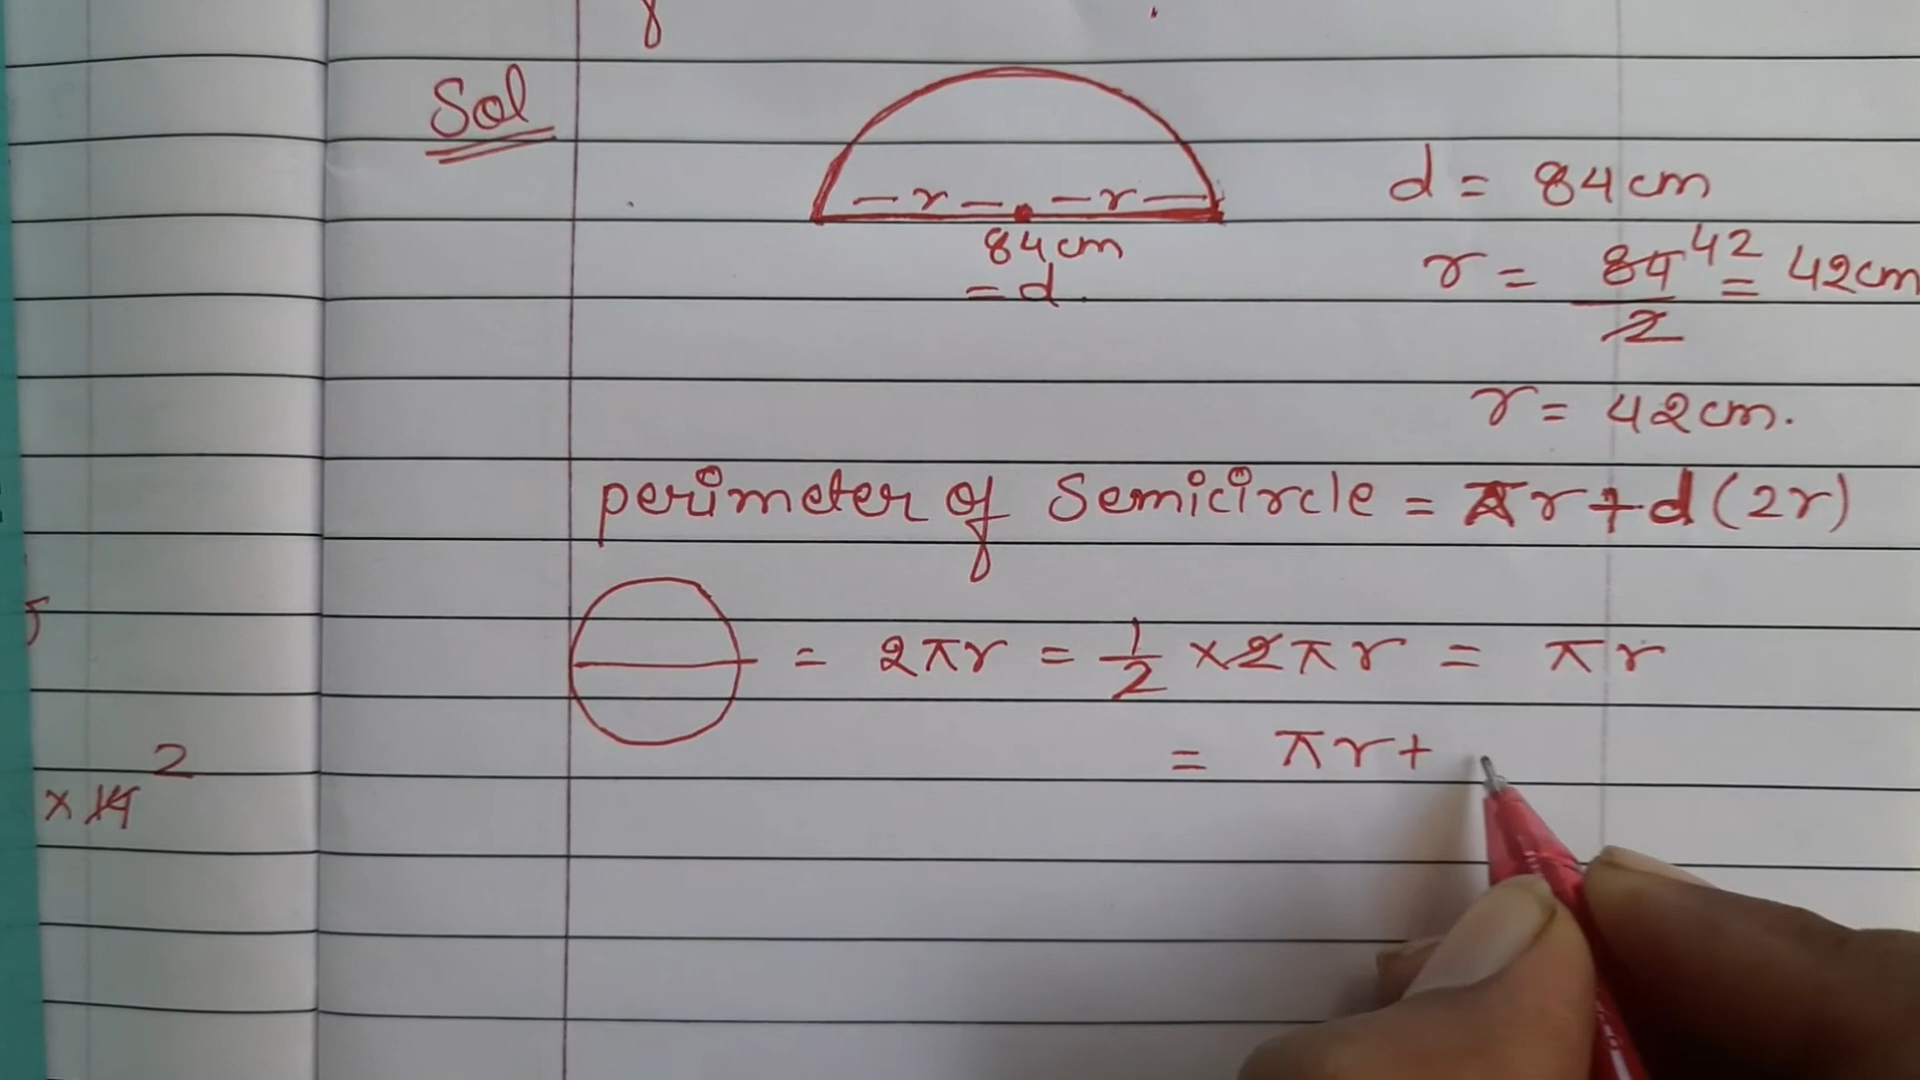 Sol
- r - - r -
84cm
= d.
d = 84cm
r = 84/2 42 = 42cm
r = 42cm.
perimeter of Semicircle = πr + d (2r)
= 2πr = 1/2 × 2πr = πr
= πr +
2
× 14